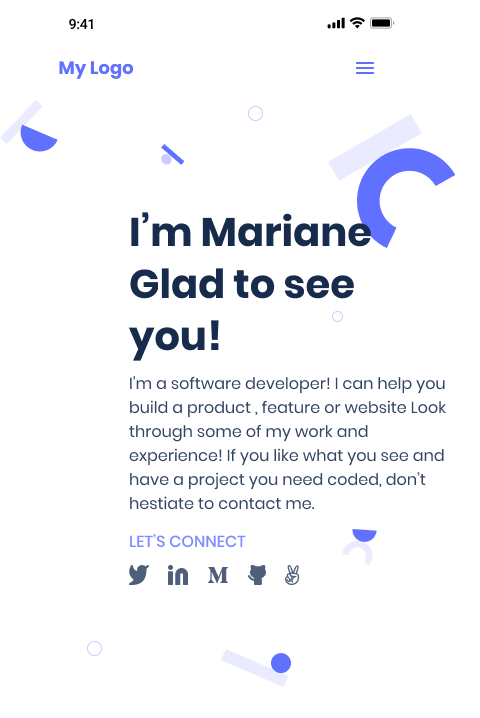 9:41
My Logo
I’m Mariane
Glad to see
you!
I’m a software developer! I can help you
build a product , feature or website Look
through some of my work and
experience! If you like what you see and
have a project you need coded, don’t
hestiate to contact me.
LET’S CONNECT